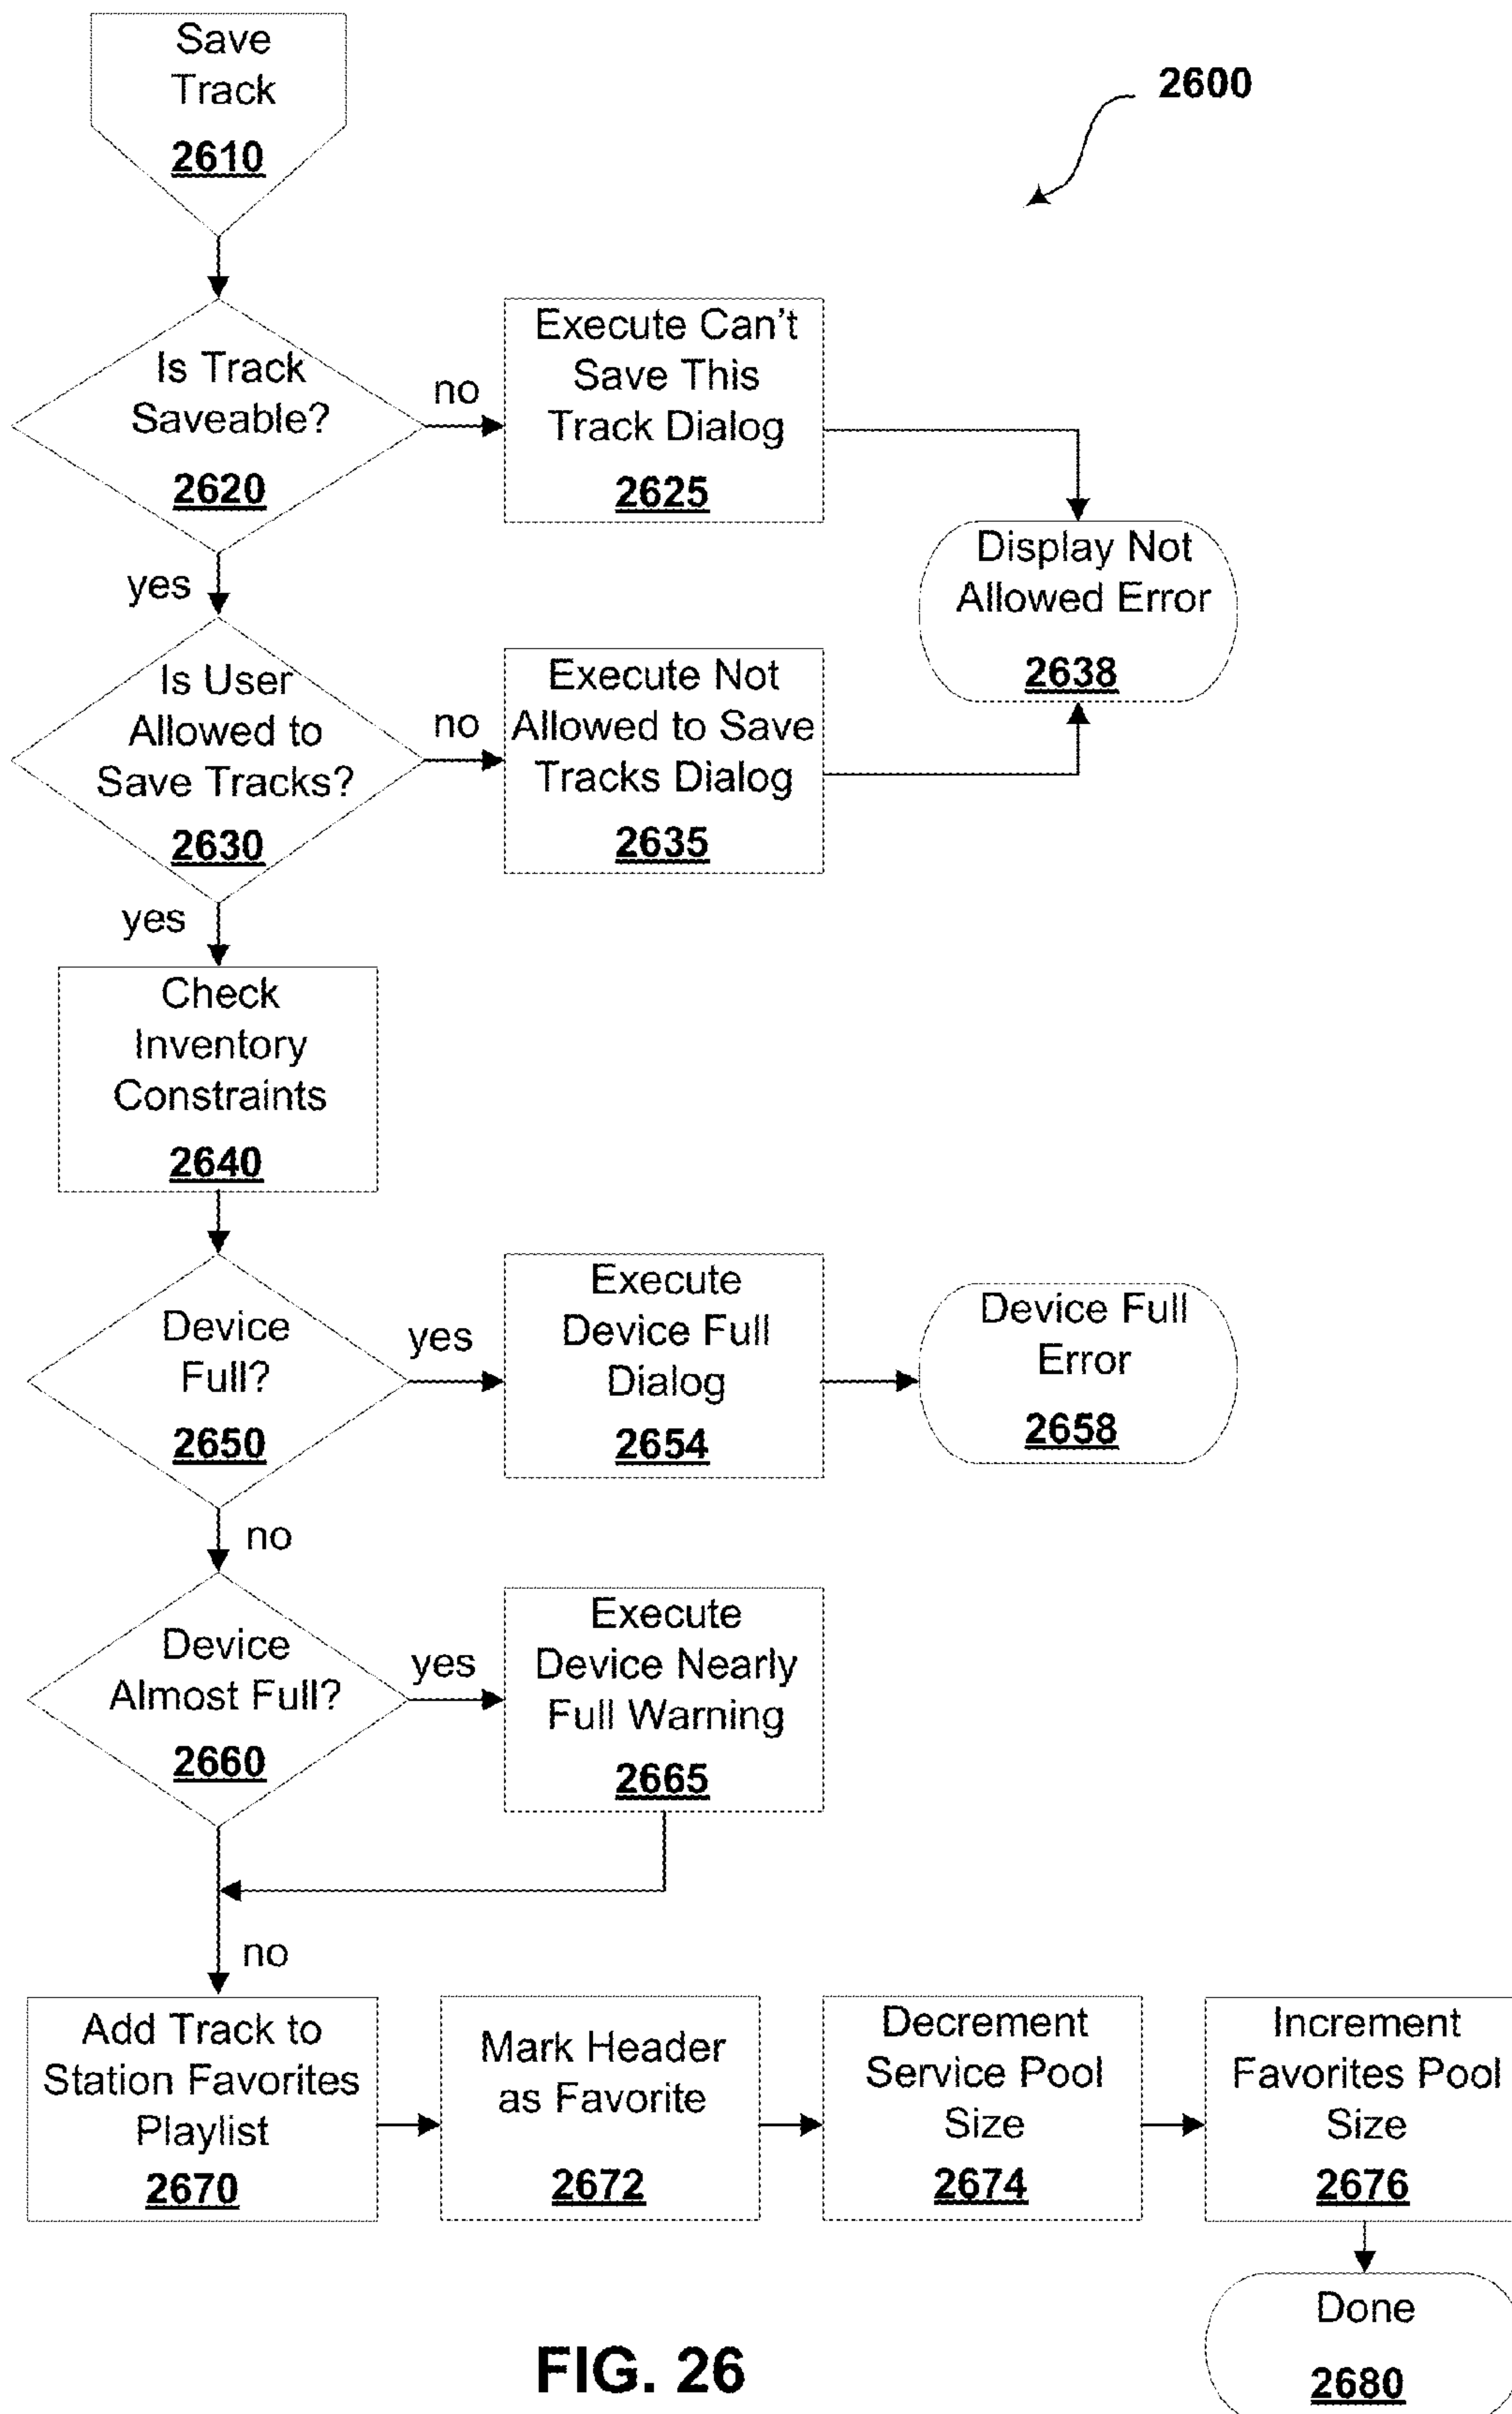 Save
Track
2610
2600
Is Track
Saveable?
2620
no
Execute Can't
Save This
Track Dialog
2625
Display Not
Allowed Error
2638
yes
Is User
Allowed to
Save Tracks?
2630
no
Execute Not
Allowed to Save
Tracks Dialog
2635
yes
Check
Inventory
Constraints
2640
Device
Full?
2650
yes
Execute
Device Full
Dialog
2654
Device Full
Error
2658
no
Device
Almost Full?
2660
yes
Execute
Device Nearly
Full Warning
2665
no
Add Track to
Station Favorites
Playlist
2670
Mark Header
as Favorite
2672
Decrement
Service Pool
Size
2674
Increment
Favorites Pool
Size
2676
Done
2680
FIG. 26